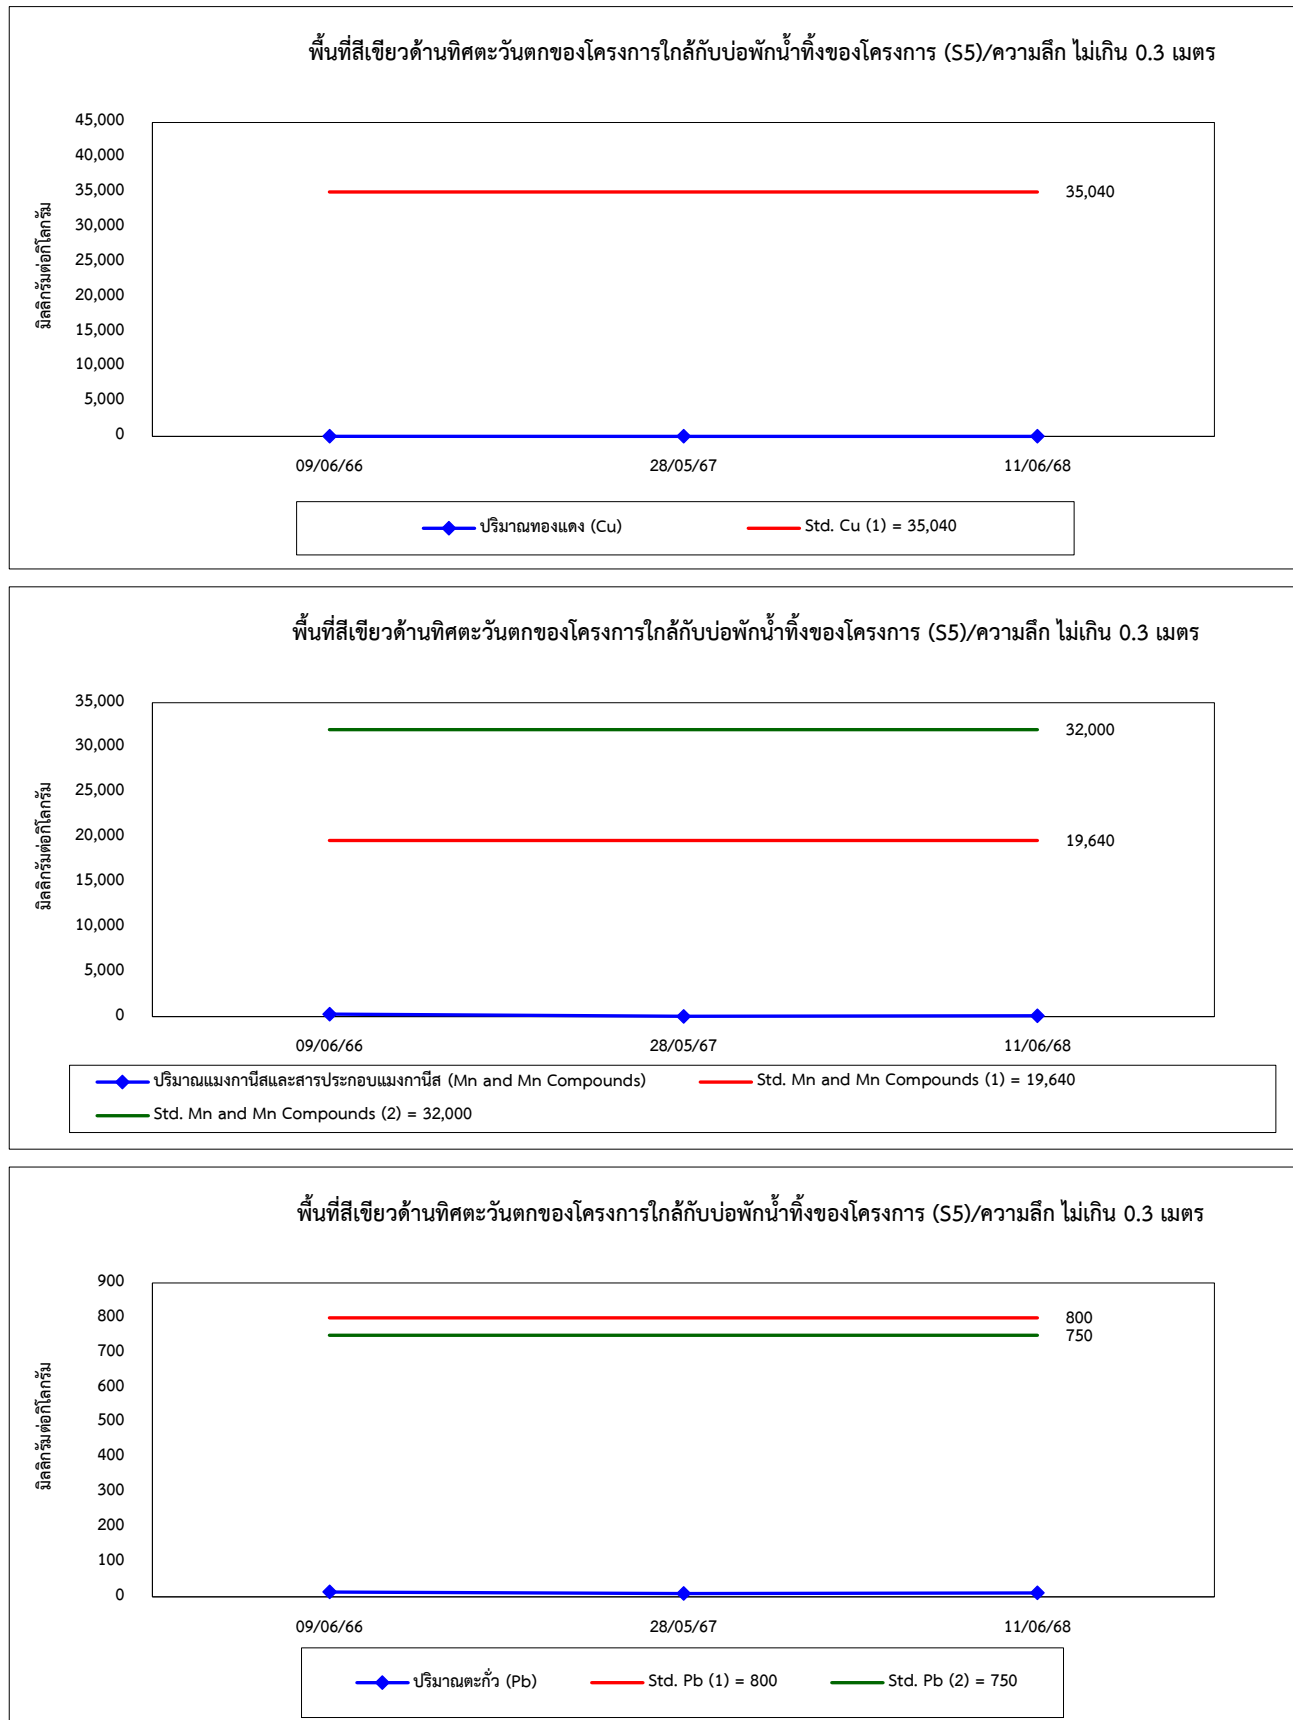 พื้นที่สีเขียวด้านทิศตะวันตกของโครงการใกล้กับบ่อพักน้ำทิ้งของโครงการ (S5)/ความลึก ไม่เกิน 0.3 เมตร
มิลลิกรัมต่อกิโลกรัม
45,000
40,000
35,000
30,000
25,000
20,000
15,000
10,000
5,000
0
35,040
09/06/66 28/05/67 11/06/68
ปริมาณทองแดง (Cu) Std. Cu (1) = 35,040
พื้นที่สีเขียวด้านทิศตะวันตกของโครงการใกล้กับบ่อพักน้ำทิ้งของโครงการ (S5)/ความลึก ไม่เกิน 0.3 เมตร
มิลลิกรัมต่อกิโลกรัม
35,000
30,000
25,000
20,000
15,000
10,000
5,000
0
32,000
19,640
09/06/66 28/05/67 11/06/68
ปริมาณแมงกานีสและสารประกอบแมงกานีส (Mn and Mn Compounds) Std. Mn and Mn Compounds (1) = 19,640
Std. Mn and Mn Compounds (2) = 32,000
พื้นที่สีเขียวด้านทิศตะวันตกของโครงการใกล้กับบ่อพักน้ำทิ้งของโครงการ (S5)/ความลึก ไม่เกิน 0.3 เมตร
มิลลิกรัมต่อกิโลกรัม
900
800
700
600
500
400
300
200
100
0
800
750
09/06/66 28/05/67 11/06/68
ปริมาณตะกั่ว (Pb) Std. Pb (1) = 800 Std. Pb (2) = 750